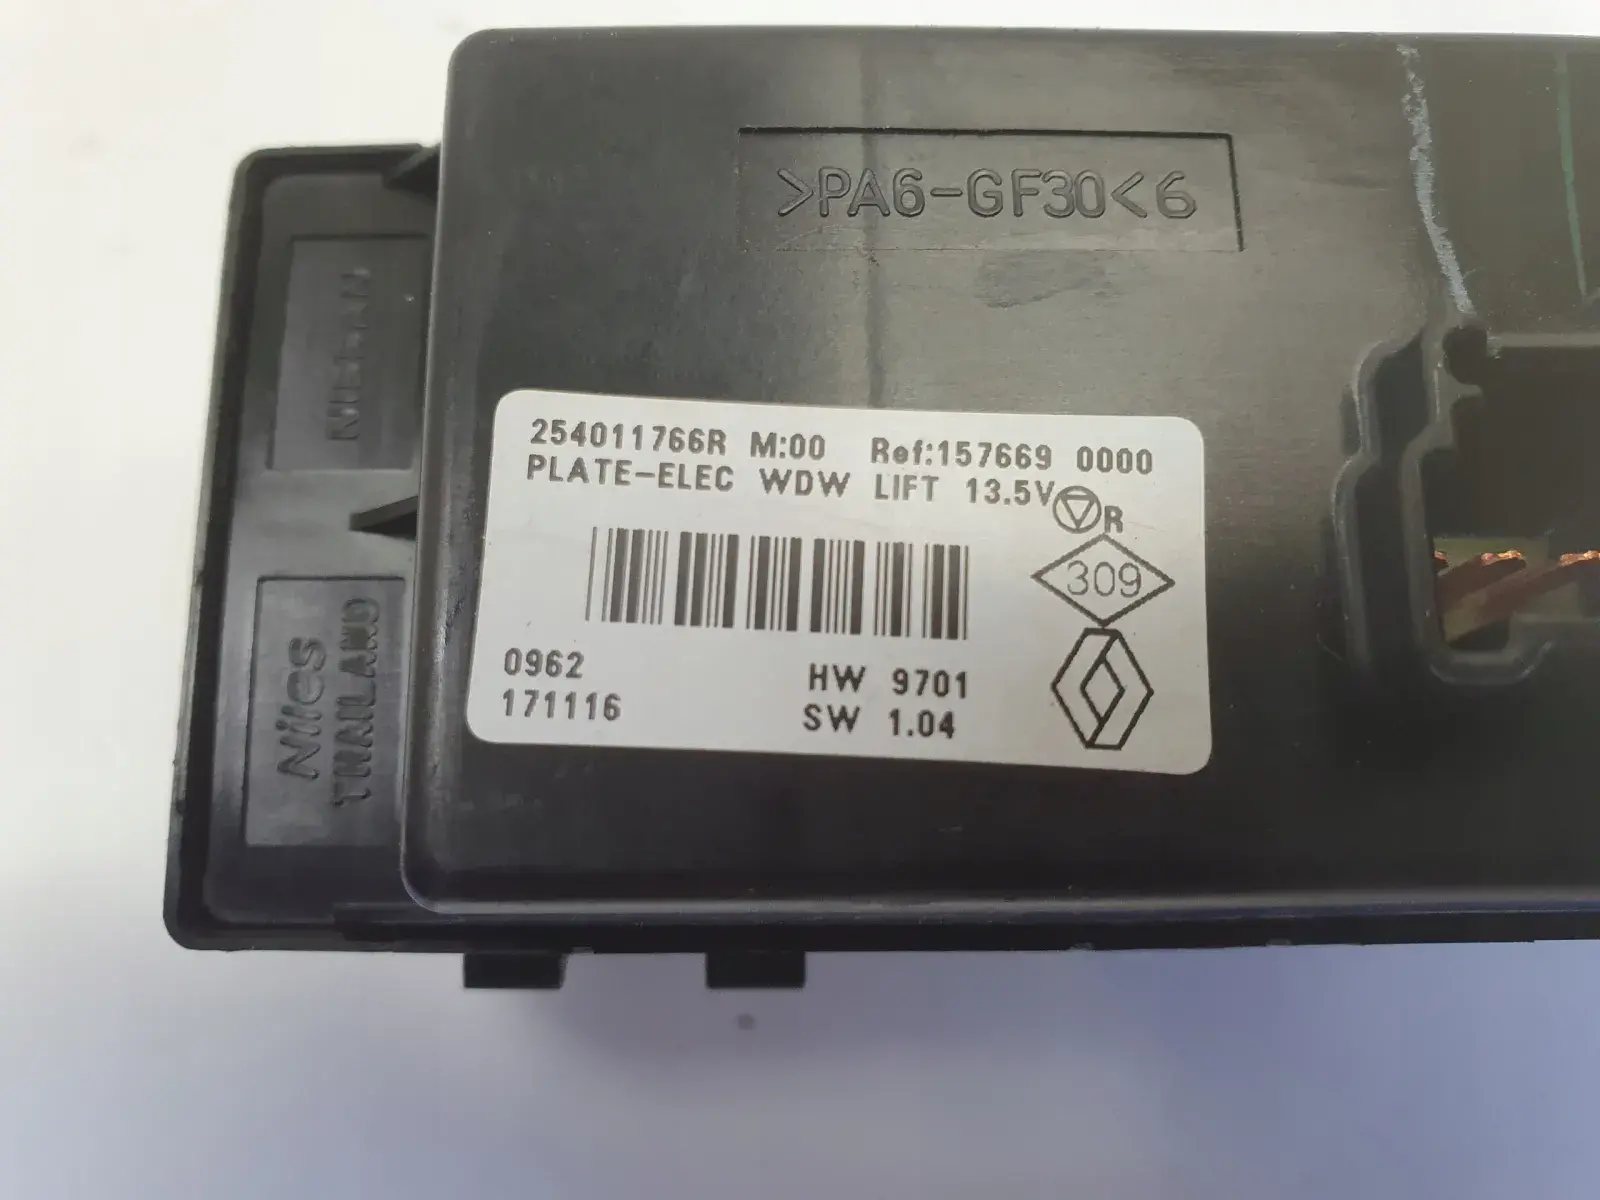 >PA6-GF30<6
254011766R M:00 Ref:157669 0000
PLATE-ELEC WDW LIFT 13.5V
R
309
0962
171116
HW 9701
SW 1.04
Niles
THAILAND